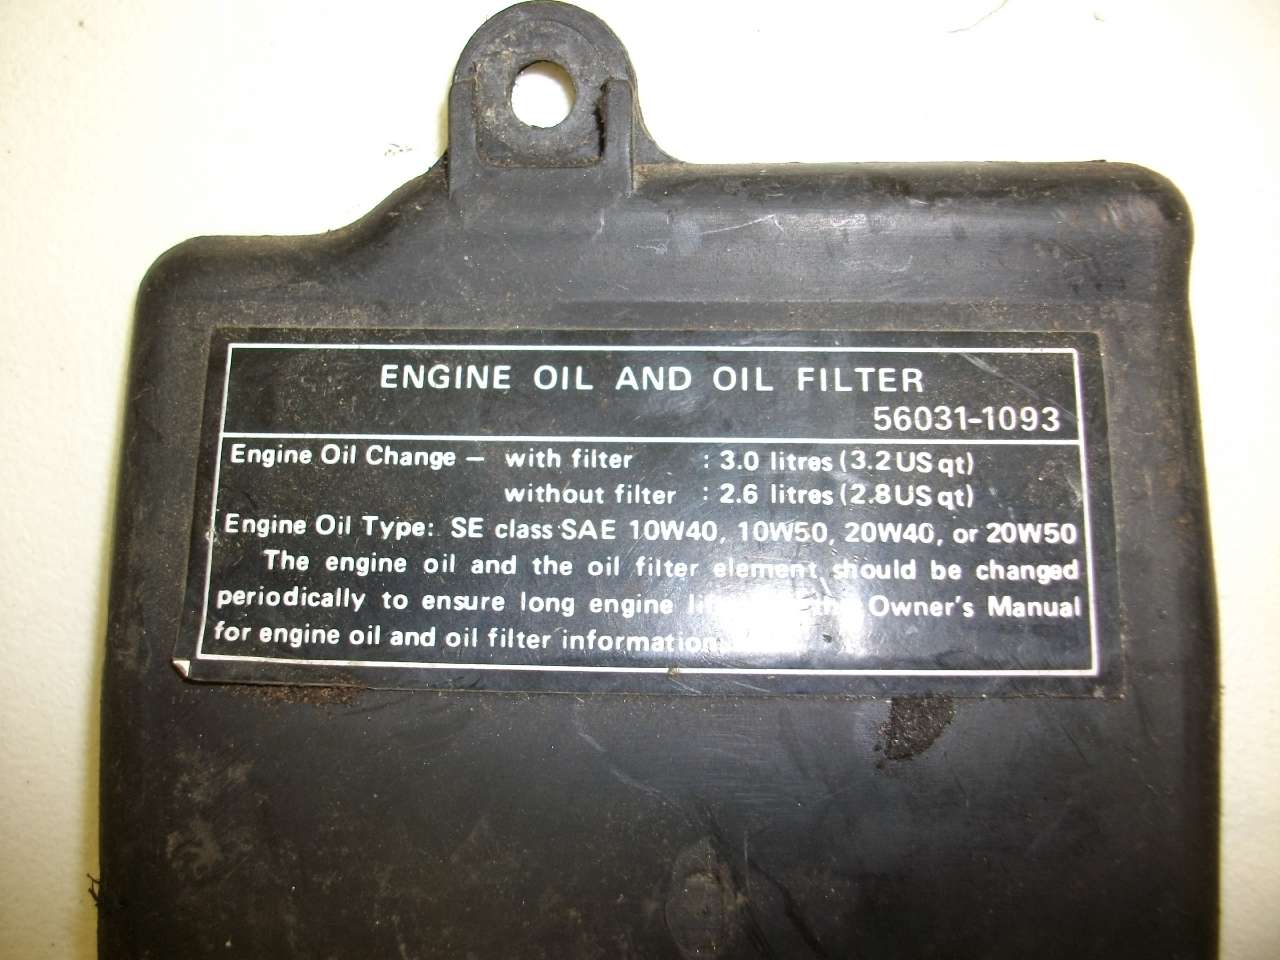 ENGINE OIL AND OIL FILTER
56031-1093
Engine Oil Change – with filter : 3.0 litres (3.2 US qt)
without filter : 2.6 litres (2.8 US qt)
Engine Oil Type: SE class SAE 10W40, 10W50, 20W40, or 20W50
The engine oil and the oil filter element should be changed
periodically to ensure long engine Owner's Manual
for engine oil and oil filter information.